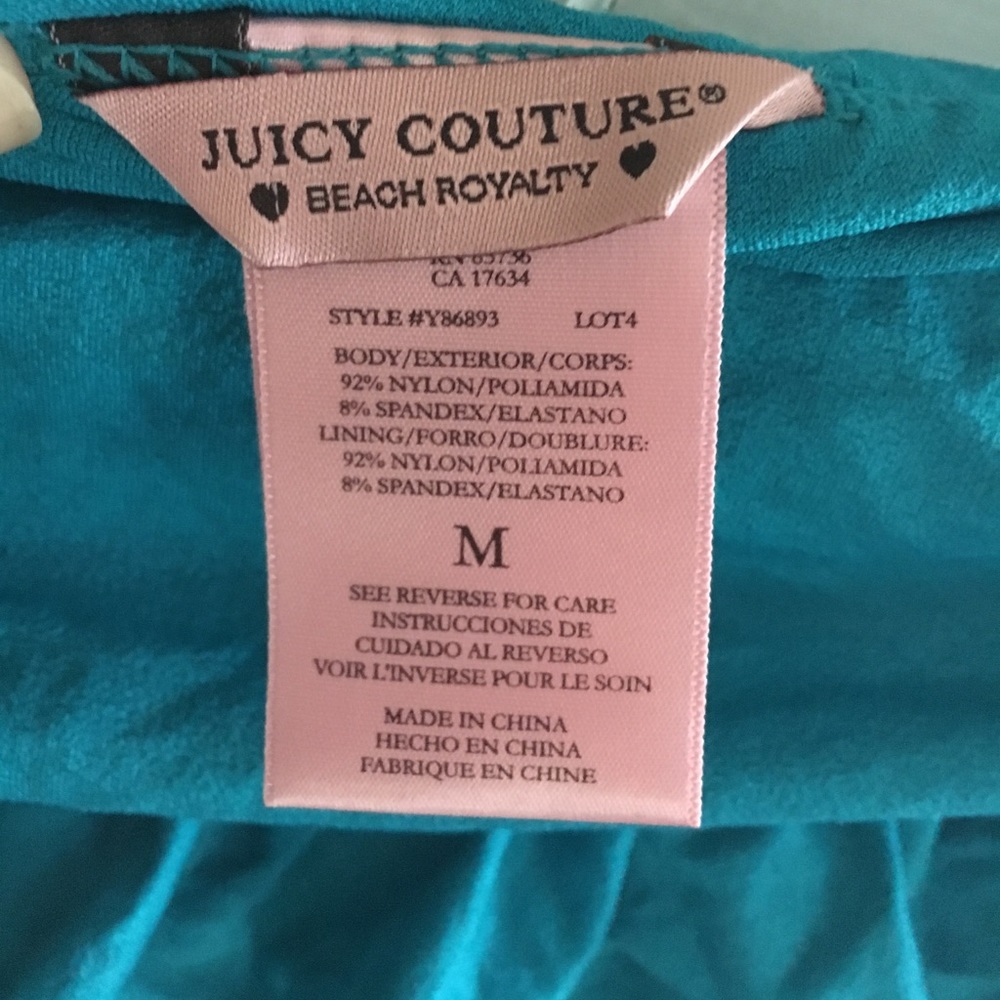 JUICY COUTURE®
BEACH ROYALTY
RN 85736
CA 17634
STYLE #Y86893 LOT4
BODY/EXTERIOR/CORPS:
92% NYLON/POLIAMIDA
8% SPANDEX/ELASTANO
LINING/FORRO/DOUBLURE:
92% NYLON/POLIAMIDA
8% SPANDEX/ELASTANO
M
SEE REVERSE FOR CARE
INSTRUCCIONES DE
CUIDADO AL REVERSO
VOIR L'INVERSE POUR LE SOIN
MADE IN CHINA
HECHO EN CHINA
FABRIQUE EN CHINE